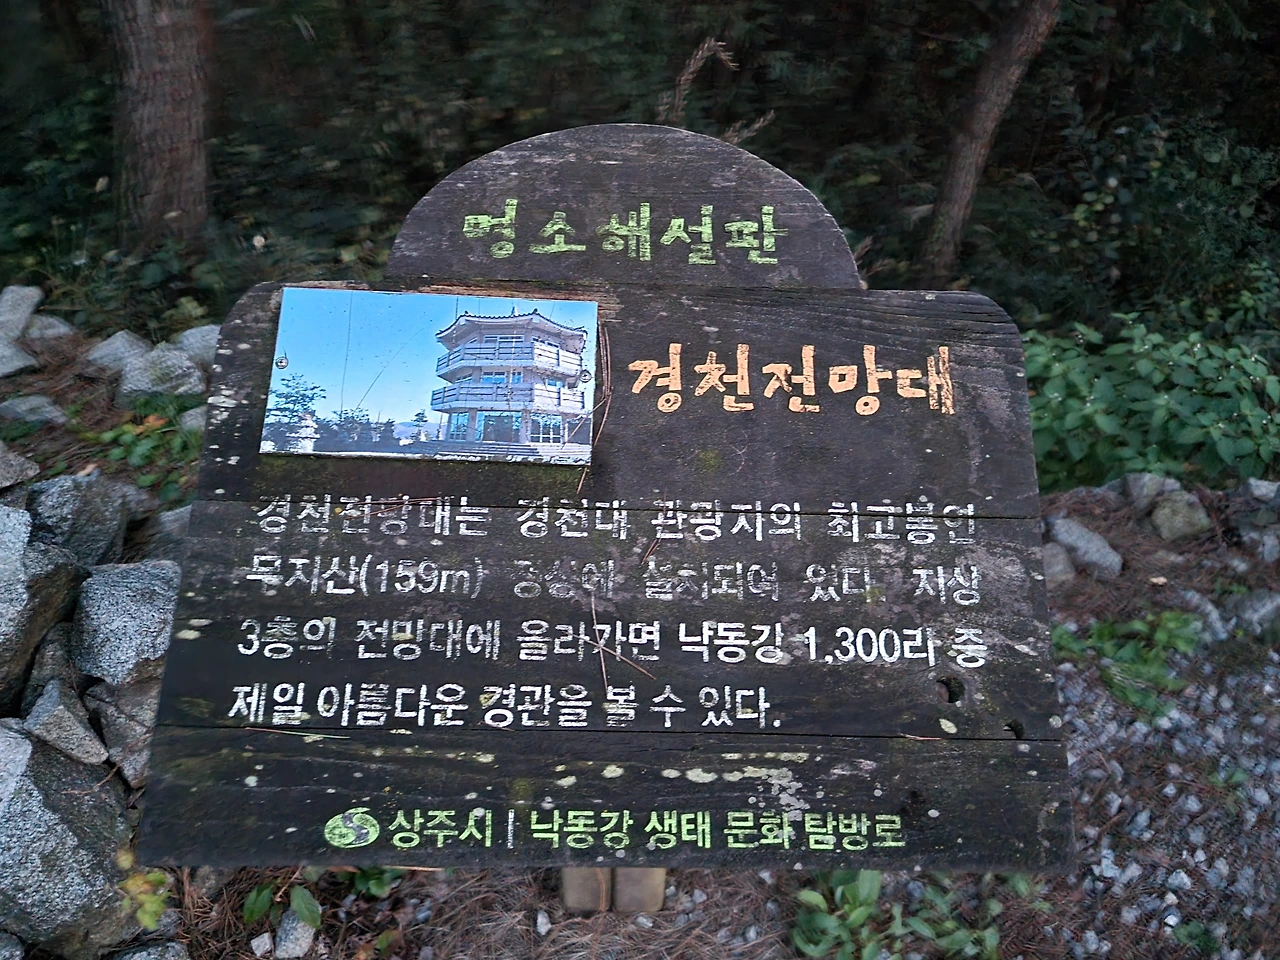 명소해설판
경천전망대
경천전망대는 경천대 관광지의 최고봉인
무지산(159m) 정상에 설치되어 있다. 지상
3층의 전망대에 올라가면 낙동강 1,300리 중
제일 아름다운 경관을 볼 수 있다.
상주시 | 낙동강 생태 문화 탐방로